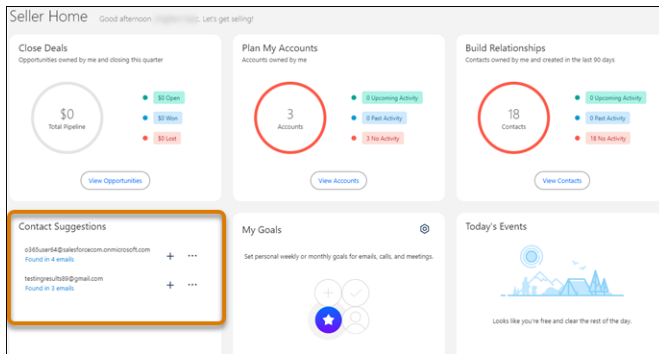 Seller Home
Good afternoon . Let's get selling!
Close Deals
Opportunities owned by me and closing this quarter
$0
Total Pipeline
$0 Open
$0 Won
$0 Lost
View Opportunities
Plan My Accounts
Accounts owned by me
3
Accounts
0 Upcoming Activity
0 Past Activity
3 No Activity
View Accounts
Build Relationships
Contacts owned by me and created in the last 90 days
18
Contacts
0 Upcoming Activity
0 Past Activity
18 No Activity
View Contacts
Contact Suggestions
o365user64@salesforcecom.onmicrosoft.com
Found in 4 emails
testingresults89@gmail.com
Found in 3 emails
My Goals
Set personal weekly or monthly goals for emails, calls, and meetings.
Today's Events
Looks like you're free and clear the rest of the day.